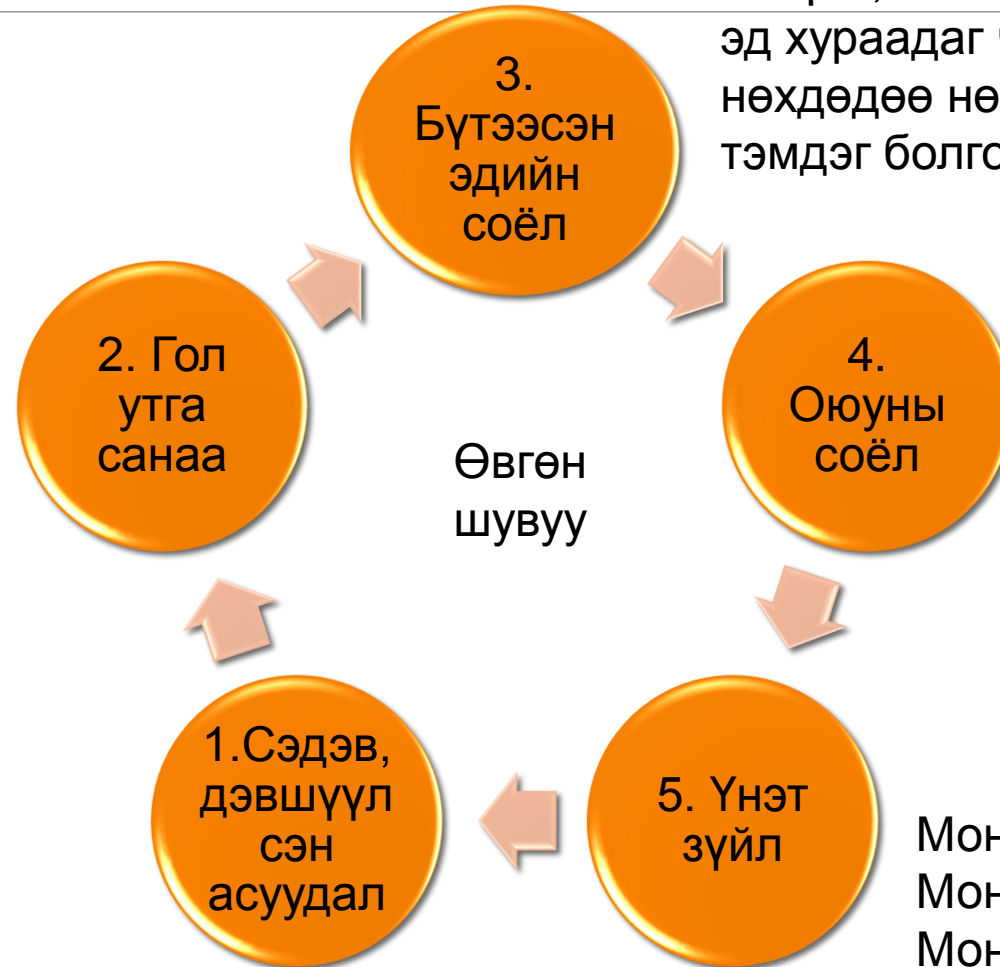 эд хураадаг
нөхдөдөө
тэмдэг
3.
Бүтээсэн
эдийн
соёл
2. Гол
утга
санаа
4.
Оюуны
соёл
Өвгөн
шувуу
1.Сэдэв,
дэвшүүл
сэн
асуудал
5. Үнэт
зүйл